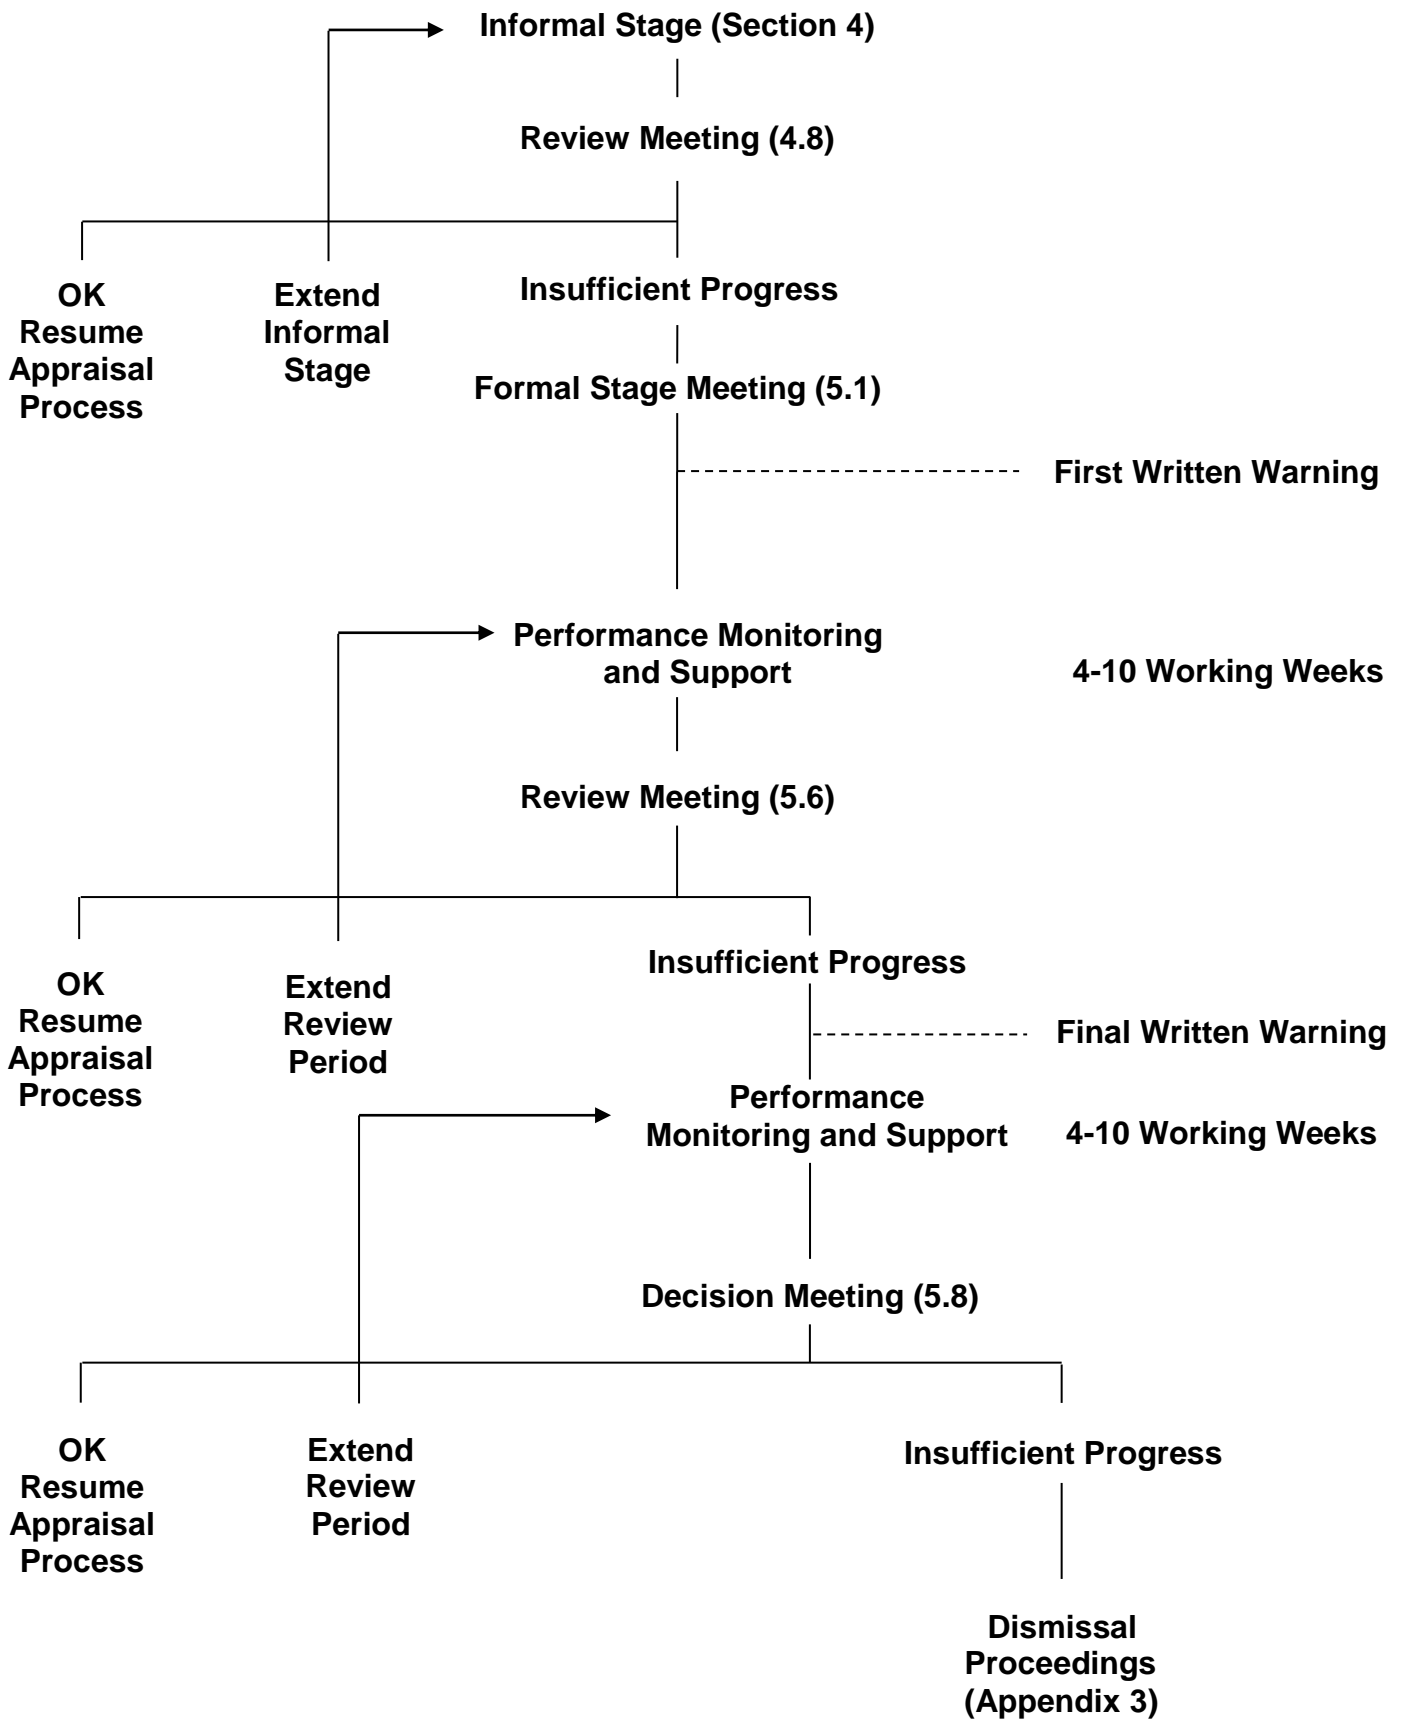 Informal Stage (Section 4)
Review Meeting (4.8)
OK
Resume
Appraisal
Process
Extend
Informal
Stage
Insufficient Progress
Formal Stage Meeting (5.1)
First Written Warning
Performance Monitoring
and Support
4-10 Working Weeks
Review Meeting (5.6)
OK
Resume
Appraisal
Process
Extend
Review
Period
Insufficient Progress
Final Written Warning
Performance
Monitoring and Support
4-10 Working Weeks
Decision Meeting (5.8)
OK
Resume
Appraisal
Process
Extend
Review
Period
Insufficient Progress
Dismissal
Proceedings
(Appendix 3)